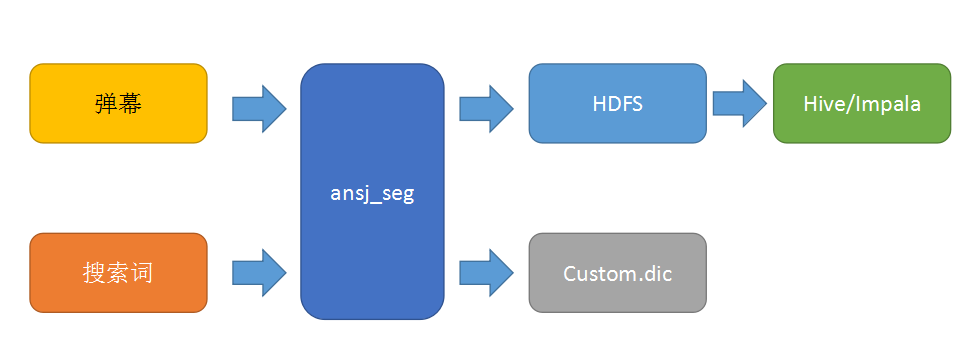 弹幕
HDFS
Hive/Impala
ansj_seg
搜索词
Custom.dic